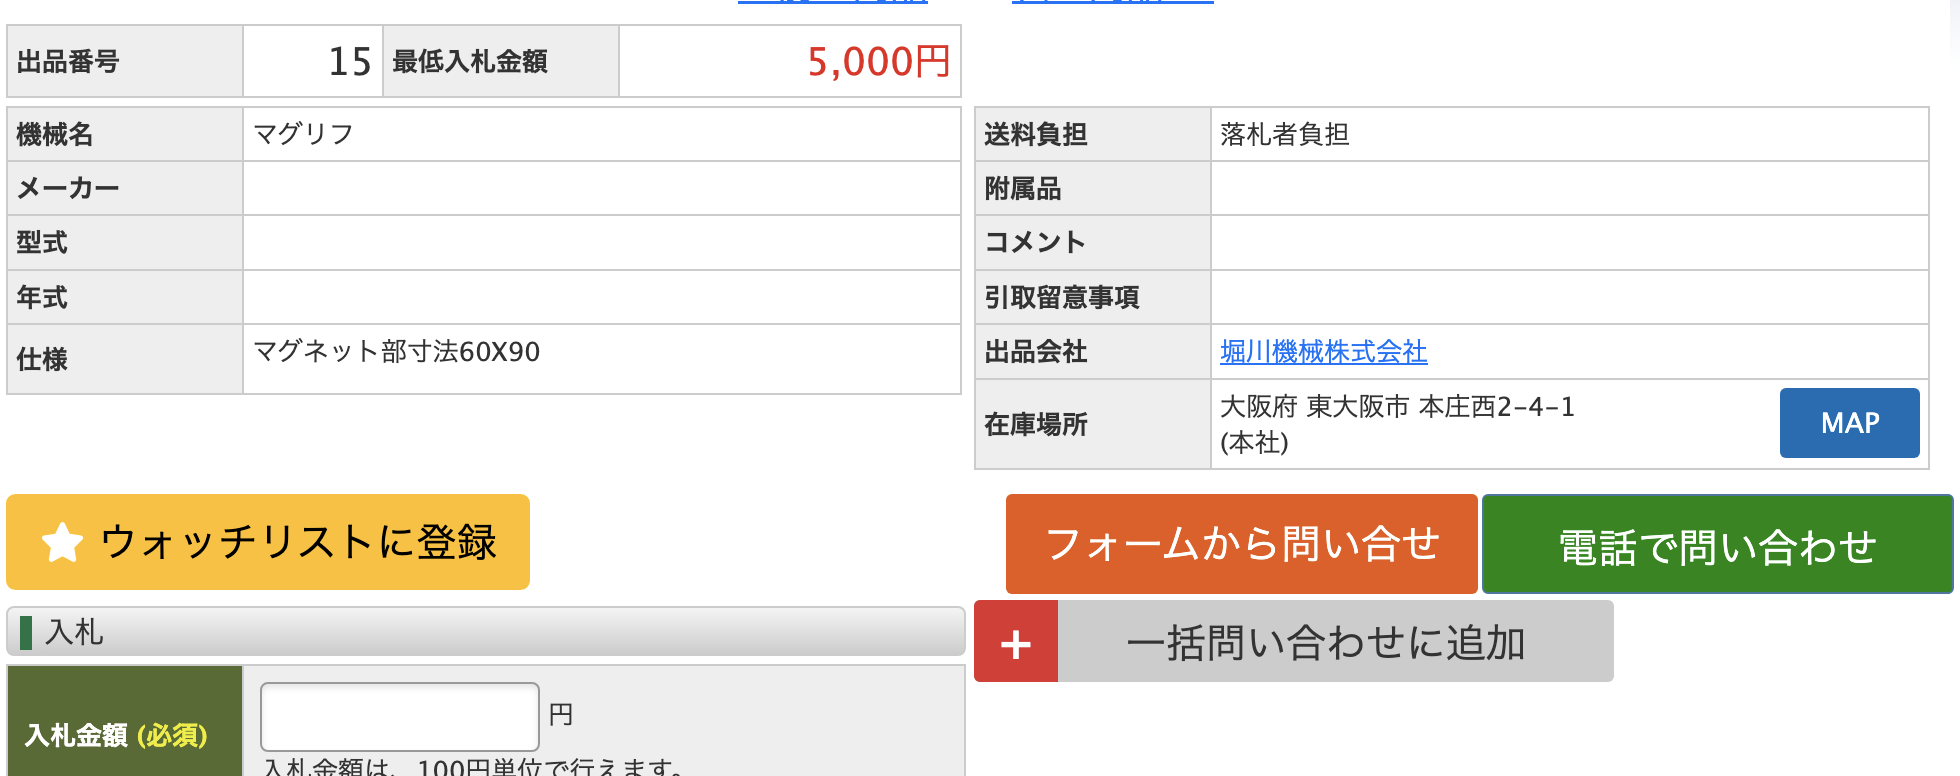 出品番号 15 最低入札金額 5,000円
機械名 マグリフ
メーカー
型式
年式
仕様 マグネット部寸法60X90
送料負担 落札者負担
附属品
コメント
引取留意事項
出品会社 堀川機械株式会社
在庫場所 大阪府 東大阪市 本庄西2-4-1
(本社)
MAP
ウォッチリストに登録
フォームから問い合せ
電話で問い合わせ
+ 一括問い合わせに追加
入札
入札金額 (必須) 円
入札金額は、100円単位で行えます。